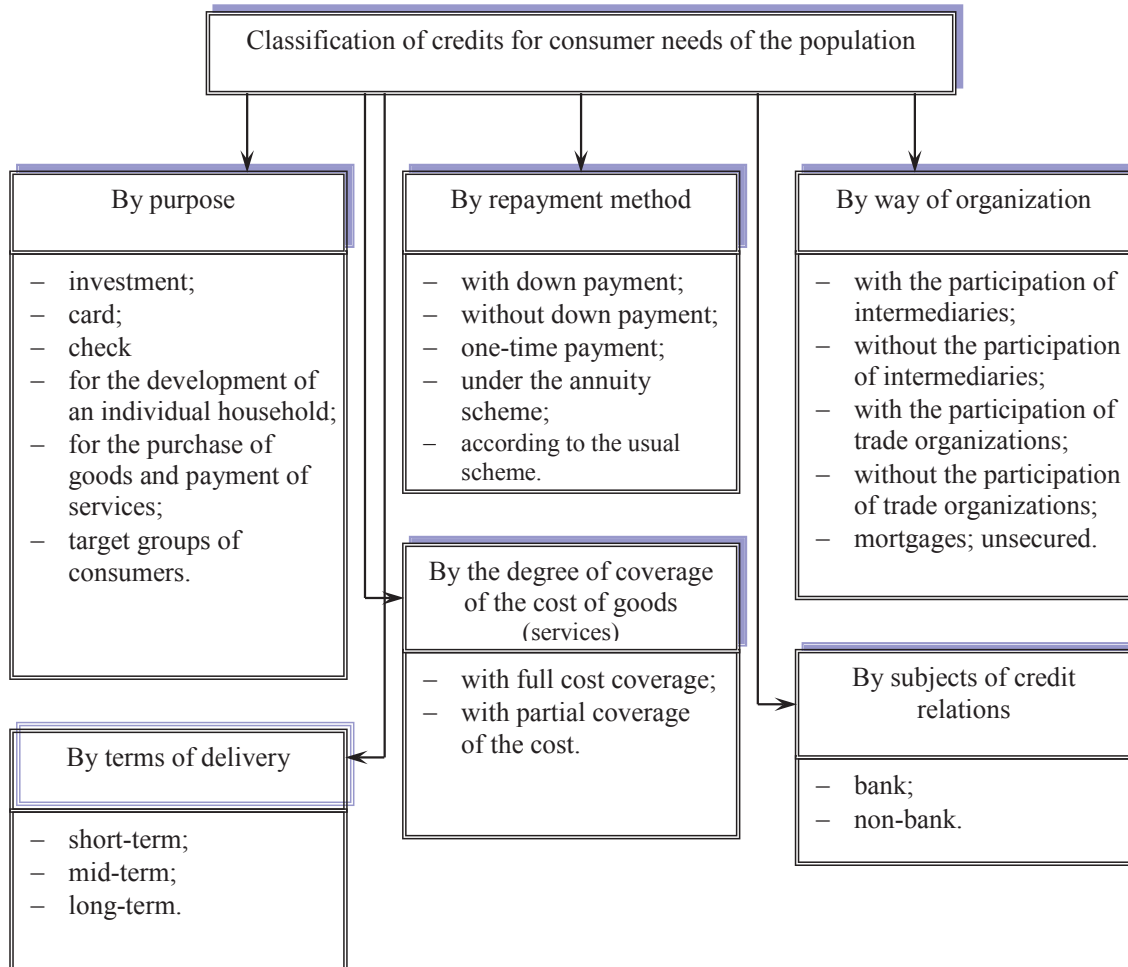 Classification of credits for consumer needs of the population
By purpose
– investment;
– card;
– check
– for the development of
an individual household;
– for the purchase of
goods and payment of
services;
– target groups of
consumers.
By terms of delivery
– short-term;
– mid-term;
– long-term.
By repayment method
– with down payment;
– without down payment;
– one-time payment;
– under the annuity
scheme;
– according to the usual
scheme.
By the degree of coverage
of the cost of goods
(services)
– with full cost coverage;
– with partial coverage
of the cost.
By way of organization
– with the participation of
intermediaries;
– without the participation
of intermediaries;
– with the participation of
trade organizations;
– without the participation
of trade organizations;
– mortgages; unsecured.
By subjects of credit
relations
– bank;
– non-bank.